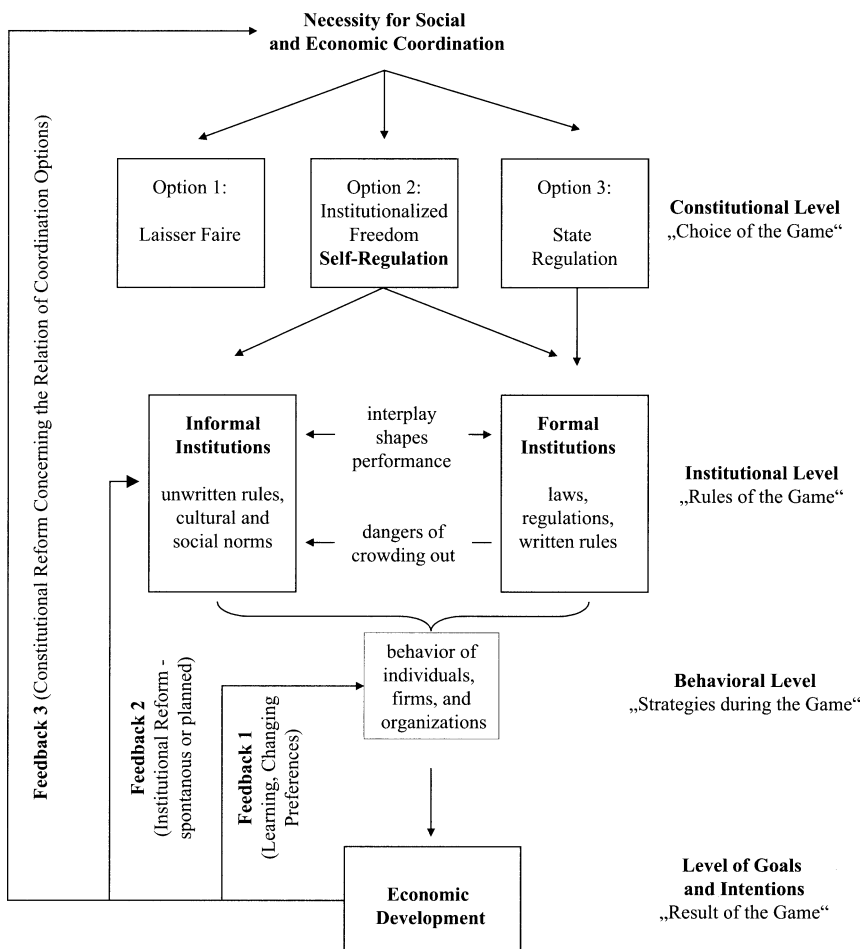 Necessity for Social
and Economic Coordination
Option 1:
Laisser Faire
Option 2:
Institutionalized
Freedom
Self-Regulation
Option 3:
State
Regulation
Constitutional Level
„Choice of the Game“
Informal
Institutions
unwritten rules,
cultural and
social norms
interplay
shapes
performance
dangers of
crowding out
Formal
Institutions
laws,
regulations,
written rules
Institutional Level
„Rules of the Game“
behavior of
individuals,
firms, and
organizations
Behavioral Level
„Strategies during the Game“
Feedback 3 (Constitutional Reform Concerning the Relation of Coordination Options)
Feedback 2
(Institutional Reform -
spontanous or planned)
Feedback 1
(Learning, Changing
Preferences)
Economic
Development
Level of Goals
and Intentions
„Result of the Game“